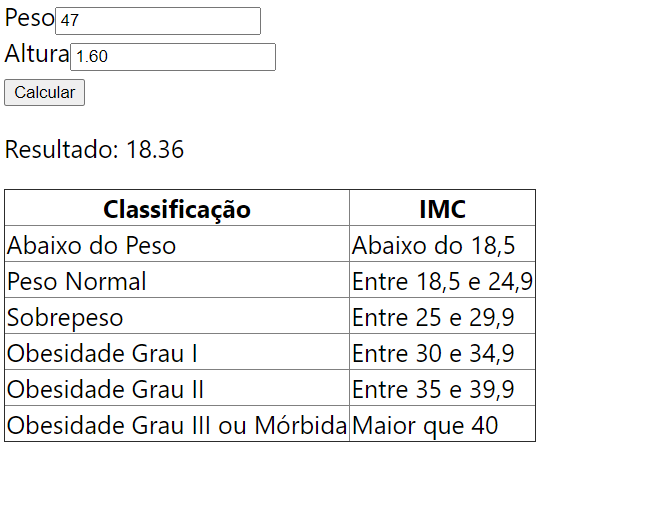 Peso 47
Altura 1.60
Calcular
Resultado: 18.36
Classificação IMC
Abaixo do Peso Abaixo do 18,5
Peso Normal Entre 18,5 e 24,9
Sobrepeso Entre 25 e 29,9
Obesidade Grau I Entre 30 e 34,9
Obesidade Grau II Entre 35 e 39,9
Obesidade Grau III ou Mórbida Maior que 40